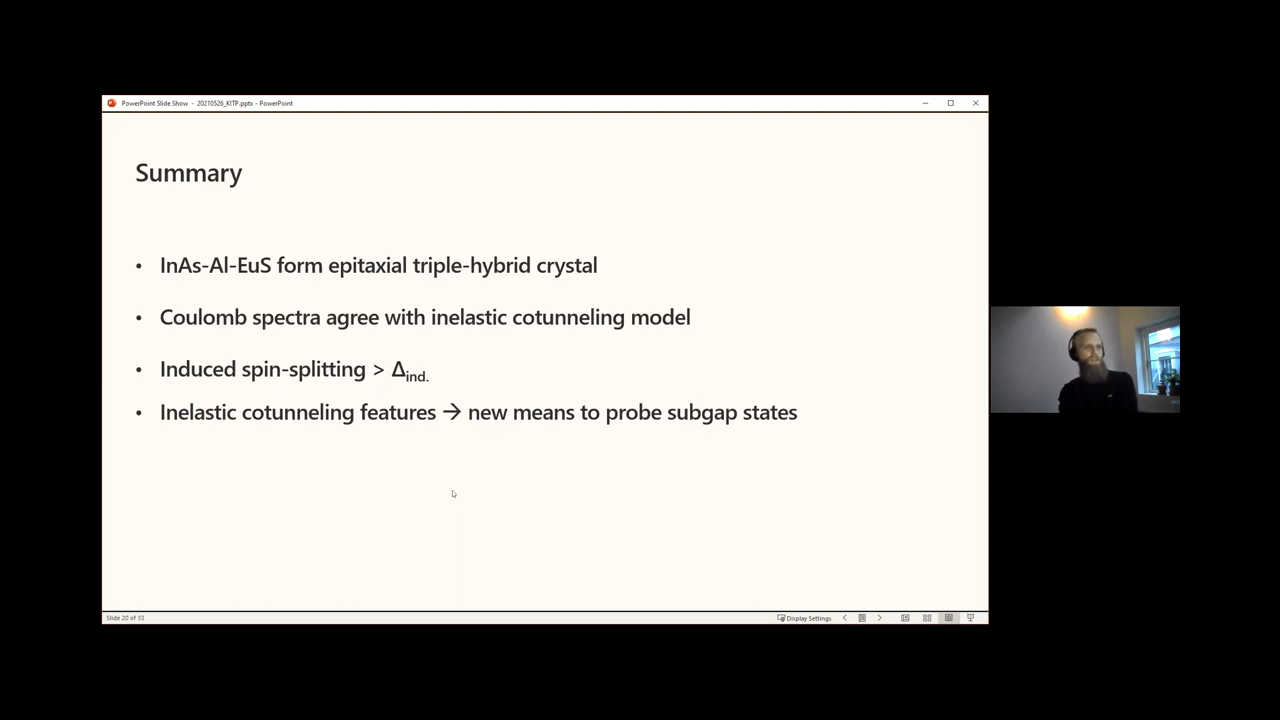 PowerPoint Slide Show - 20210526_KITP.pptx - PowerPoint
Summary
• InAs-Al-EuS form epitaxial triple-hybrid crystal
• Coulomb spectra agree with inelastic cotunneling model
• Induced spin-splitting > Δind.
• Inelastic cotunneling features → new means to probe subgap states
Slide 20 of 33
Display Settings